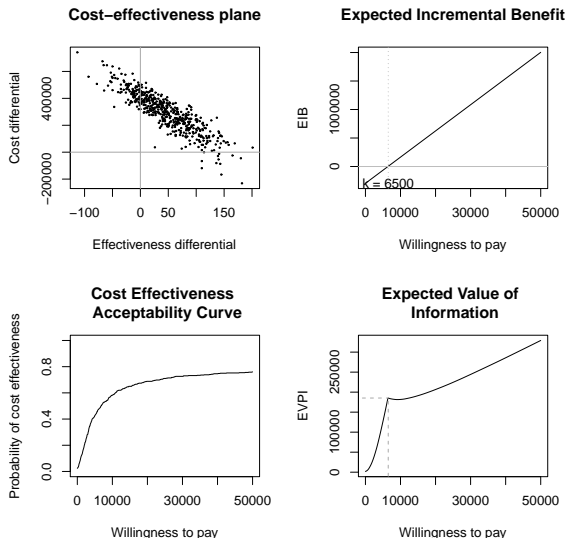 Cost−effectiveness plane
Cost differential
−200000
400000
−100
0
50
150
Effectiveness differential
Expected Incremental Benefit
EIB
0
1000000
k = 6500
0
10000
30000
50000
Willingness to pay
Cost Effectiveness
Acceptability Curve
Probability of cost effectiveness
0.0
0.4
0.8
0
10000
30000
50000
Willingness to pay
Expected Value of
Information
EVPI
0
100000
250000
0
10000
30000
50000
Willingness to pay